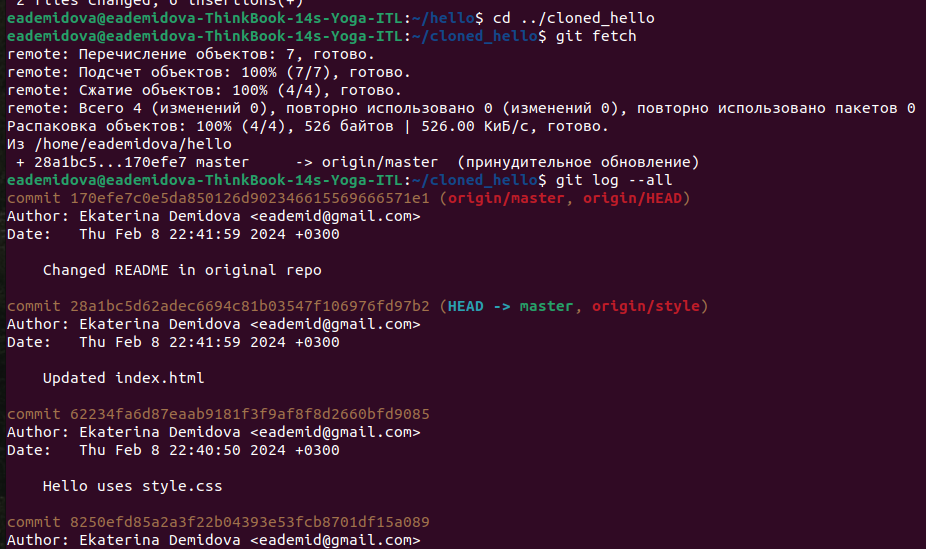 2 files changed, 6 insertions(+)
eademidova@eademidova-ThinkBook-14s-Yoga-ITL:~/hello$ cd ../cloned_hello
eademidova@eademidova-ThinkBook-14s-Yoga-ITL:~/cloned_hello$ git fetch
remote: Перечисление объектов: 7, готово.
remote: Подсчет объектов: 100% (7/7), готово.
remote: Сжатие объектов: 100% (4/4), готово.
remote: Всего 4 (изменений 0), повторно использовано 0 (изменений 0), повторно использовано пакетов 0
Распаковка объектов: 100% (4/4), 526 байтов | 526.00 КиБ/с, готово.
Из /home/eademidova/hello
 + 28a1bc5...170efe7 master     -> origin/master  (принудительное обновление)
eademidova@eademidova-ThinkBook-14s-Yoga-ITL:~/cloned_hello$ git log --all
commit 170efe7c0e5da850126d902346615569666571e1 (origin/master, origin/HEAD)
Author: Ekaterina Demidova <eademid@gmail.com>
Date:   Thu Feb 8 22:41:59 2024 +0300
    Changed README in original repo
commit 28a1bc5d62adec6694c81b03547f106976fd97b2 (HEAD -> master, origin/style)
Author: Ekaterina Demidova <eademid@gmail.com>
Date:   Thu Feb 8 22:41:59 2024 +0300
    Updated index.html
commit 62234fa6d87eaab9181f3f9af8f8d2660bfd9085
Author: Ekaterina Demidova <eademid@gmail.com>
Date:   Thu Feb 8 22:40:50 2024 +0300
    Hello uses style.css
commit 8250efd85a2a3f22b04393e53fcb8701df15a089
Author: Ekaterina Demidova <eademid@gmail.com>